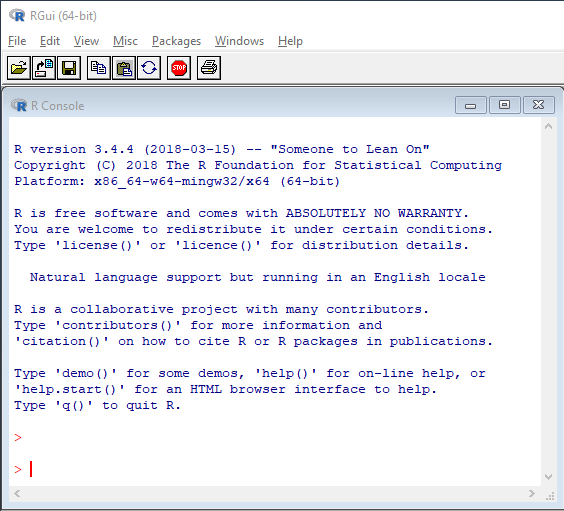 RGui (64-bit)
File Edit View Misc Packages Windows Help
STOP
R Console
R version 3.4.4 (2018-03-15) -- "Someone to Lean On"
Copyright (C) 2018 The R Foundation for Statistical Computing
Platform: x86_64-w64-mingw32/x64 (64-bit)
R is free software and comes with ABSOLUTELY NO WARRANTY.
You are welcome to redistribute it under certain conditions.
Type 'license()' or 'licence()' for distribution details.
Natural language support but running in an English locale
R is a collaborative project with many contributors.
Type 'contributors()' for more information and
'citation()' on how to cite R or R packages in publications.
Type 'demo()' for some demos, 'help()' for on-line help, or
'help.start()' for an HTML browser interface to help.
Type 'q()' to quit R.
>
>